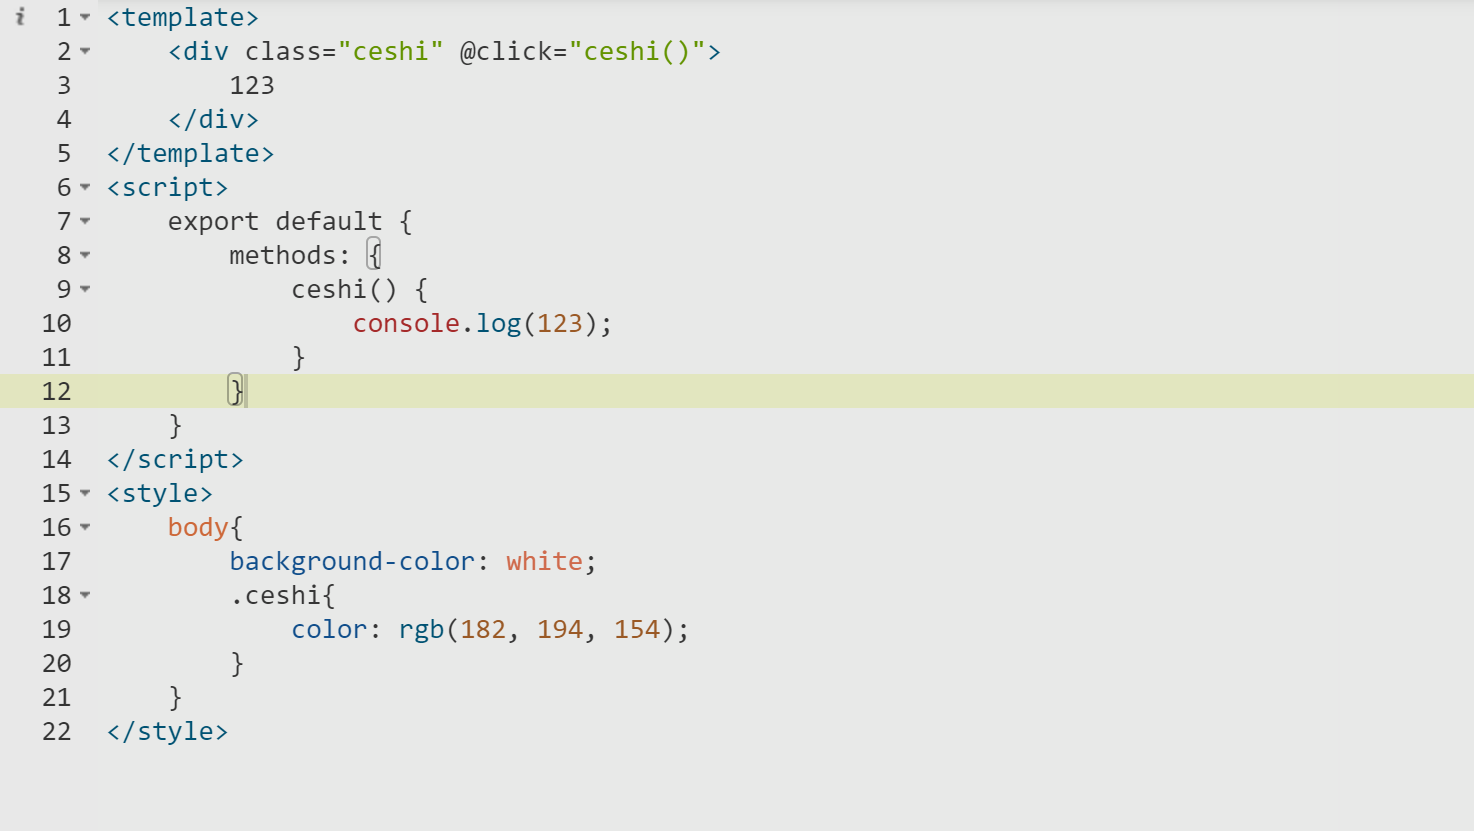 i 1 <template>
2     <div class="ceshi" @click="ceshi()">
3         123
4     </div>
5 </template>
6 <script>
7     export default {
8         methods: {
9             ceshi() {
10                 console.log(123);
11             }
12         }
13     }
14 </script>
15 <style>
16     body{
17         background-color: white;
18         .ceshi{
19             color: rgb(182, 194, 154);
20         }
21     }
22 </style>